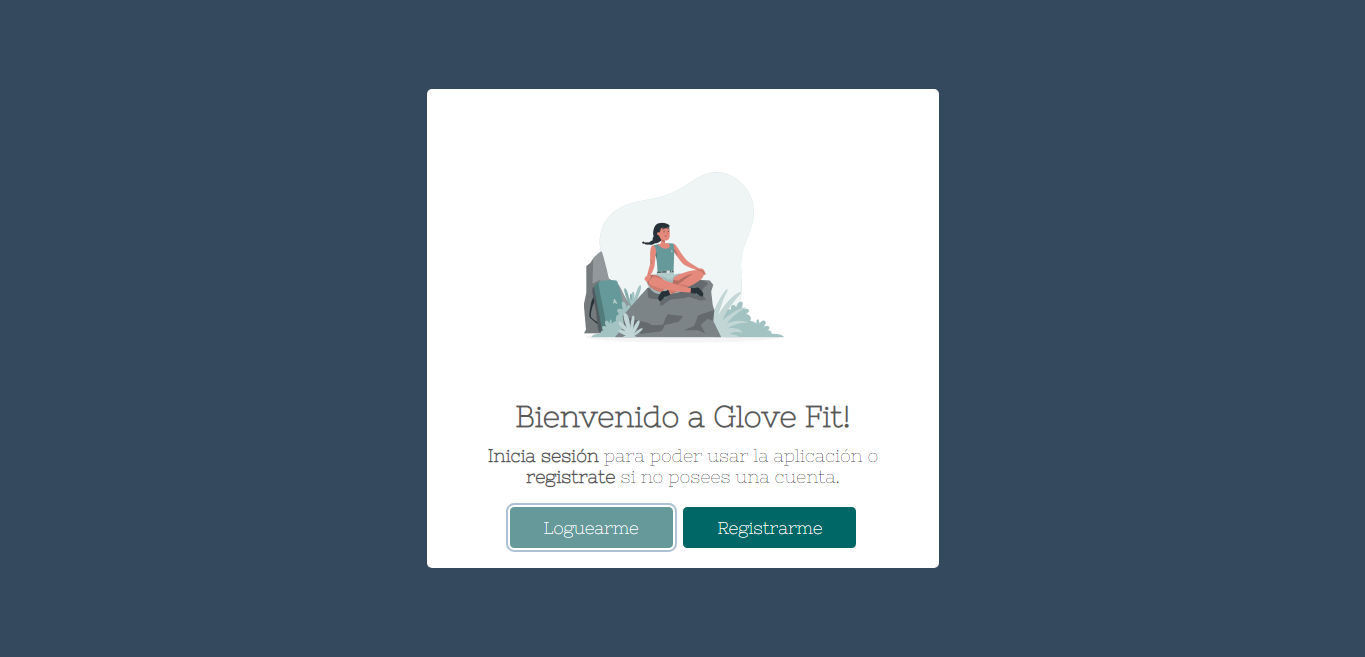 Bienvenido a Glove Fit!
Inicia sesión para poder usar la aplicación o
registrate si no posees una cuenta.
Loguearme
Registrarme